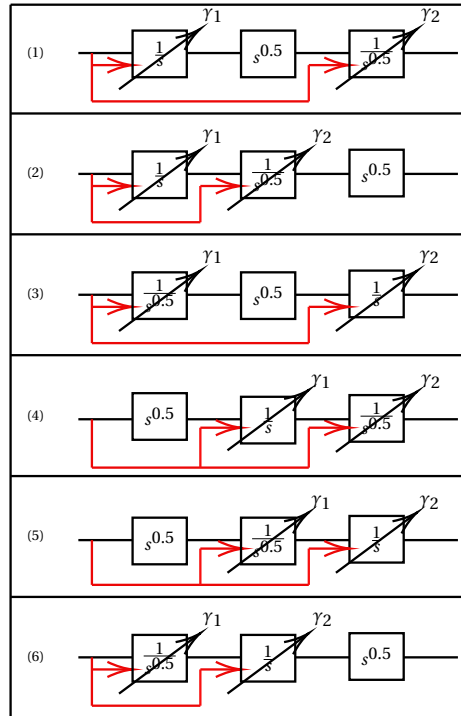 (1) 1/s γ1 s^0.5 1/s^0.5 γ2
(2) 1/s γ1 1/s^0.5 γ2 s^0.5
(3) 1/s^0.5 γ1 s^0.5 1/s γ2
(4) s^0.5 1/s γ1 1/s^0.5 γ2
(5) s^0.5 1/s^0.5 γ1 1/s γ2
(6) 1/s^0.5 γ1 1/s γ2 s^0.5